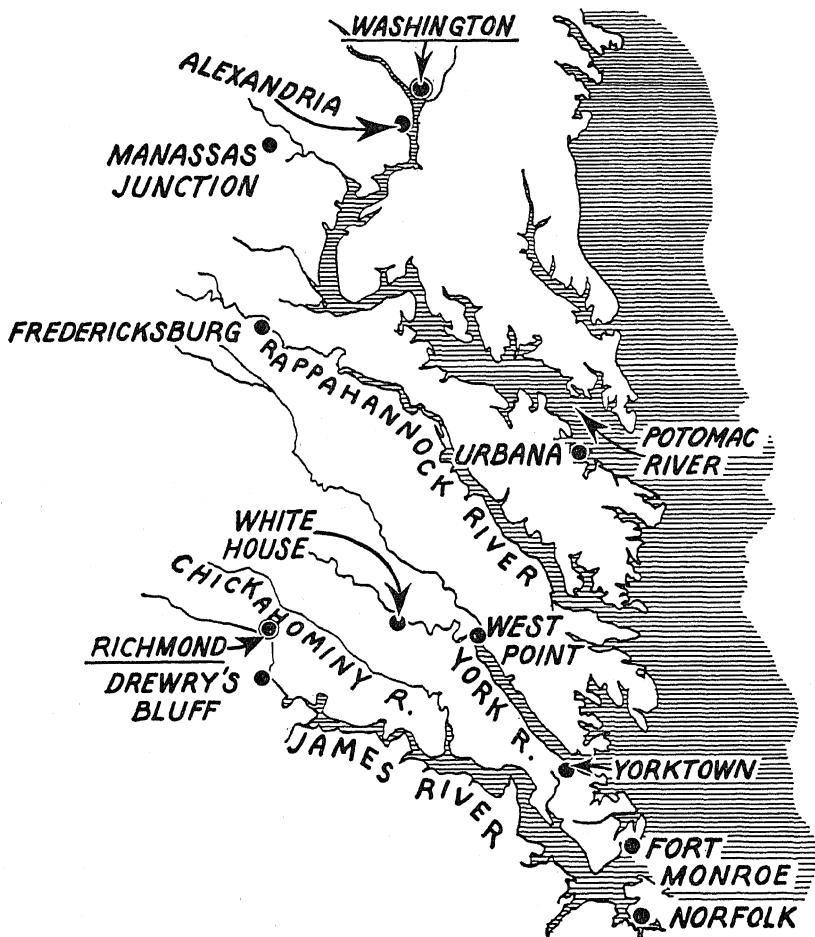 WASHINGTON
ALEXANDRIA
MANASSAS
JUNCTION
FREDERICKSBURG
RAPPAHANNOCK RIVER
URBANA
POTOMAC
RIVER
WHITE
HOUSE
CHICKAHOMINY R.
RICHMOND
DREWRY'S
BLUFF
WEST
POINT
YORK R.
JAMES RIVER
YORKTOWN
FORT
MONROE
NORFOLK